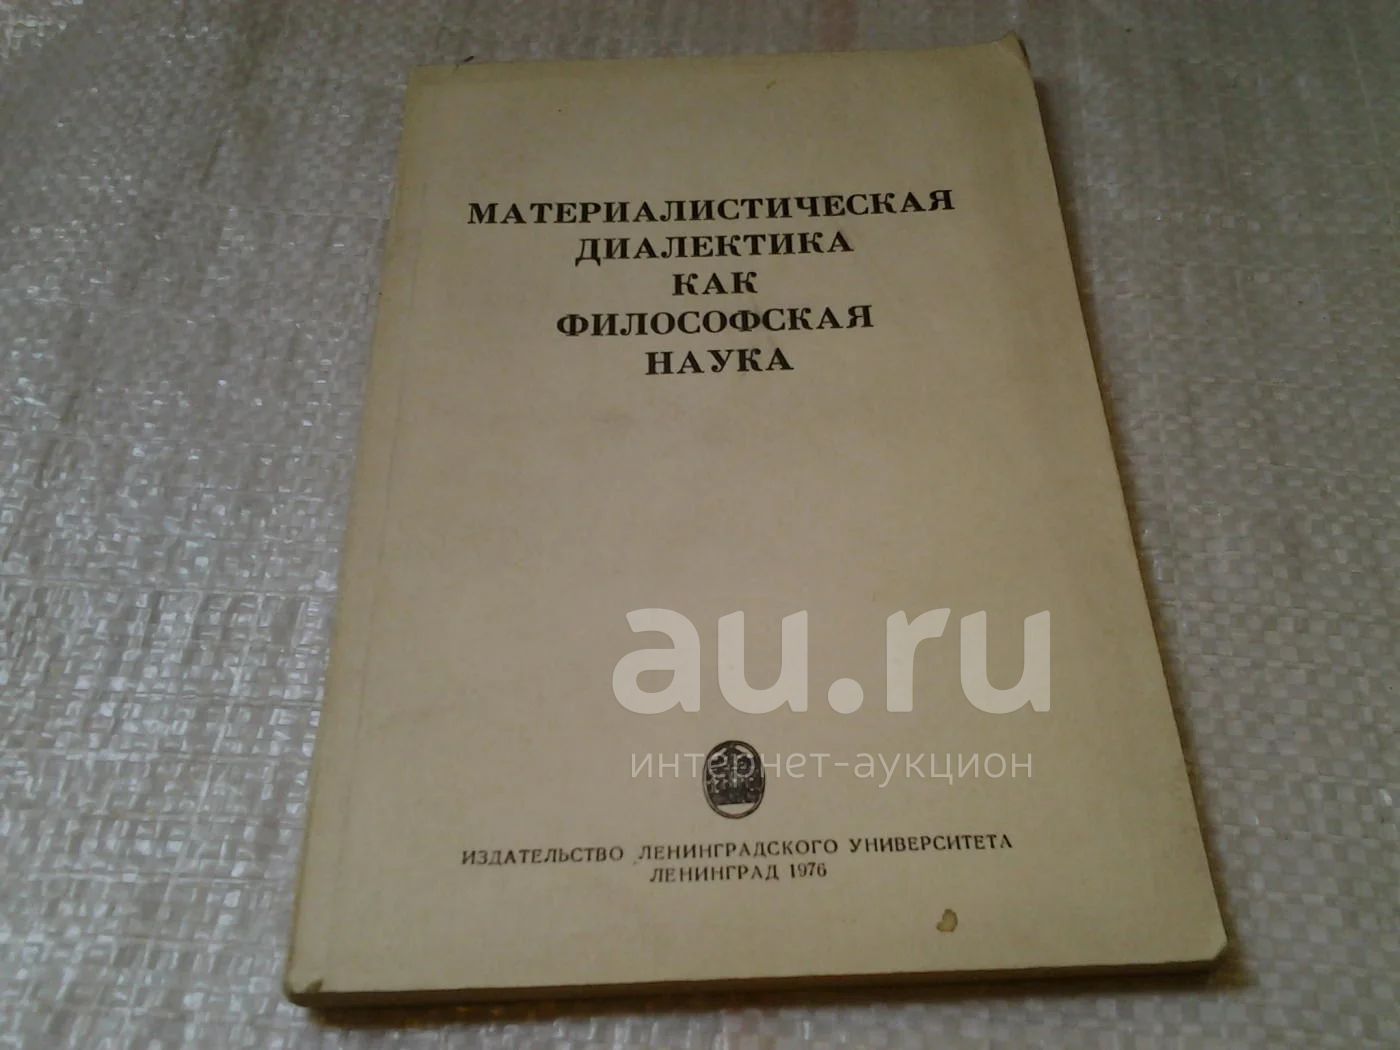 МАТЕРИАЛИСТИЧЕСКАЯ
ДИАЛЕКТИКА
КАК
ФИЛОСОФСКАЯ
НАУКА
au.ru
интернет-аукцион
ИЗДАТЕЛЬСТВО ЛЕНИНГРАДСКОГО УНИВЕРСИТЕТА
ЛЕНИНГРАД 1976